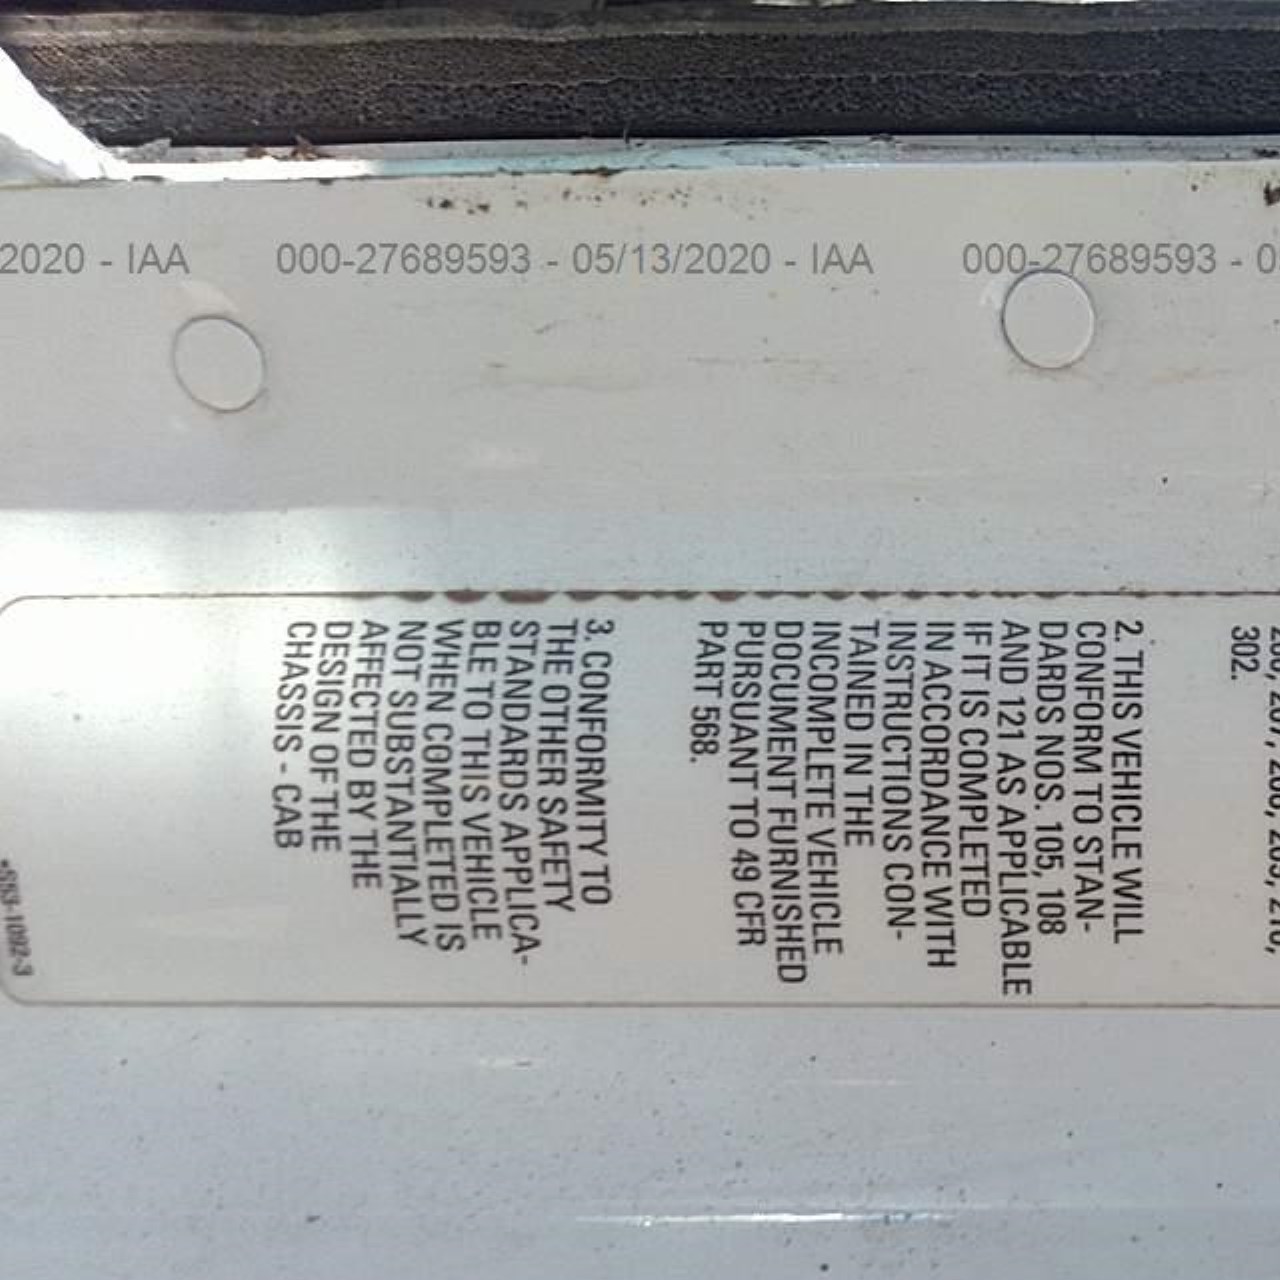 2020 - IAA 000-27689593 - 05/13/2020 - IAA 000-27689593 - 0
302.
2. THIS VEHICLE WILL
CONFORM TO STAN-
DARDS NOS. 105, 108
AND 121 AS APPLICABLE
IF IT IS COMPLETED
IN ACCORDANCE WITH
INSTRUCTIONS CON-
TAINED IN THE
INCOMPLETE VEHICLE
DOCUMENT FURNISHED
PURSUANT TO 49 CFR
PART 568.
3. CONFORMITY TO
THE OTHER SAFETY
STANDARDS APPLICA-
BLE TO THIS VEHICLE
WHEN COMPLETED IS
NOT SUBSTANTIALLY
AFFECTED BY THE
DESIGN OF THE
CHASSIS - CAB